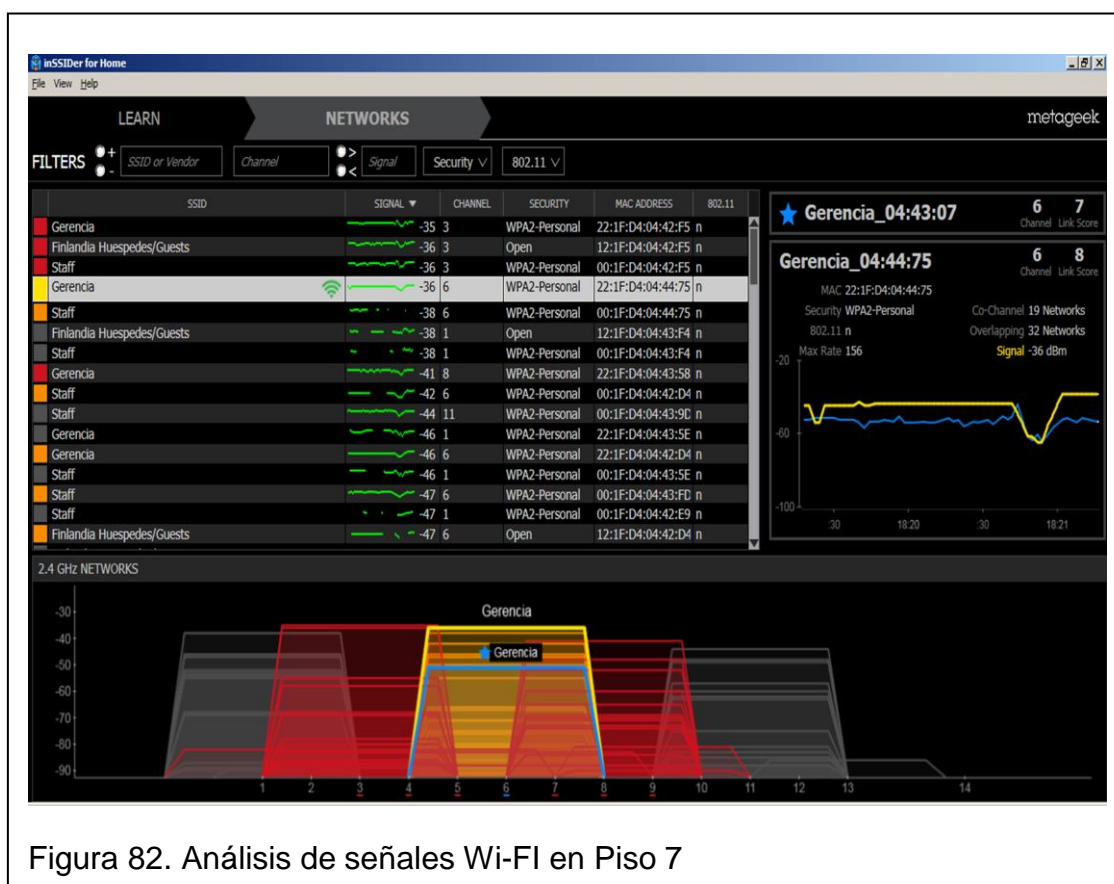 inSSIDer for Home
File View Help
LEARN NETWORKS metageek
FILTERS + - SSID or Vendor Channel > < Signal Security 802.11
SSID SIGNAL ▼ CHANNEL SECURITY MAC ADDRESS 802.11
Gerencia -35 3 WPA2-Personal 22:1F:D4:04:42:F5 n
Finlandia Huespedes/Guests -36 3 Open 12:1F:D4:04:42:F5 n
Staff -36 3 WPA2-Personal 00:1F:D4:04:42:F5 n
Gerencia -36 6 WPA2-Personal 22:1F:D4:04:44:75 n
Staff -38 6 WPA2-Personal 00:1F:D4:04:44:75 n
Finlandia Huespedes/Guests -38 1 Open 12:1F:D4:04:43:F4 n
Staff -38 1 WPA2-Personal 00:1F:D4:04:43:F4 n
Gerencia -41 8 WPA2-Personal 22:1F:D4:04:43:58 n
Staff -42 6 WPA2-Personal 00:1F:D4:04:42:D4 n
Staff -44 11 WPA2-Personal 00:1F:D4:04:43:9D n
Gerencia -46 1 WPA2-Personal 22:1F:D4:04:43:5E n
Gerencia -46 6 WPA2-Personal 22:1F:D4:04:42:D4 n
Staff -46 1 WPA2-Personal 00:1F:D4:04:43:5E n
Staff -47 6 WPA2-Personal 00:1F:D4:04:43:FD n
Staff -47 1 WPA2-Personal 00:1F:D4:04:42:E9 n
Finlandia Huespedes/Guests -47 6 Open 12:1F:D4:04:42:D4 n
Gerencia_04:43:07 6 7
Channel Link Score
Gerencia_04:44:75 6 8
Channel Link Score
MAC 22:1F:D4:04:44:75
Security WPA2-Personal Co-Channel 19 Networks
802.11 n Overlapping 32 Networks
Max Rate 156 Signal -36 dBm
-20
-60
-100
:30 18:20 :30 18:21
2.4 GHz NETWORKS
-30
Gerencia
-40
Gerencia
-50
-60
-70
-80
-90
1 2 3 4 5 6 7 8 9 10 11 12 13 14
Figura 82. Análisis de señales Wi-FI en Piso 7